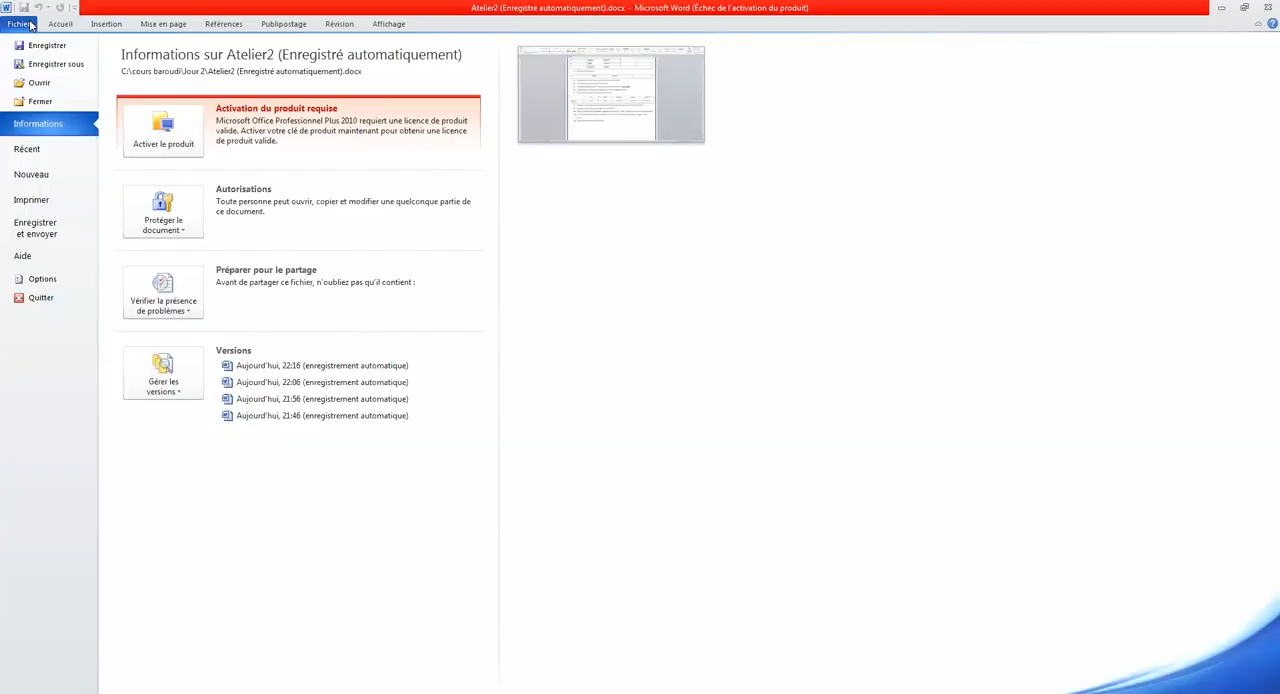 Atelier2 (Enregistré automatiquement).docx - Microsoft Word (Échec de l'activation du produit)
Fichier Accueil Insertion Mise en page Références Publipostage Révision Affichage
Enregistrer
Enregistrer sous
Ouvrir
Fermer
Informations
Récent
Nouveau
Imprimer
Enregistrer
et envoyer
Aide
Options
Quitter
Informations sur Atelier2 (Enregistré automatiquement)
C:\cours baroudi\Jour 2\Atelier2 (Enregistré automatiquement).docx
Activer le produit
Activation du produit requise
Microsoft Office Professionnel Plus 2010 requiert une licence de produit
valide. Activer votre clé de produit maintenant pour obtenir une licence
de produit valide.
Protéger le
document
Autorisations
Toute personne peut ouvrir, copier et modifier une quelconque partie de
ce document.
Vérifier la présence
de problèmes
Préparer pour le partage
Avant de partager ce fichier, n'oubliez pas qu'il contient :
Gérer les
versions
Versions
Aujourd'hui, 22:16 (enregistrement automatique)
Aujourd'hui, 22:06 (enregistrement automatique)
Aujourd'hui, 21:56 (enregistrement automatique)
Aujourd'hui, 21:46 (enregistrement automatique)